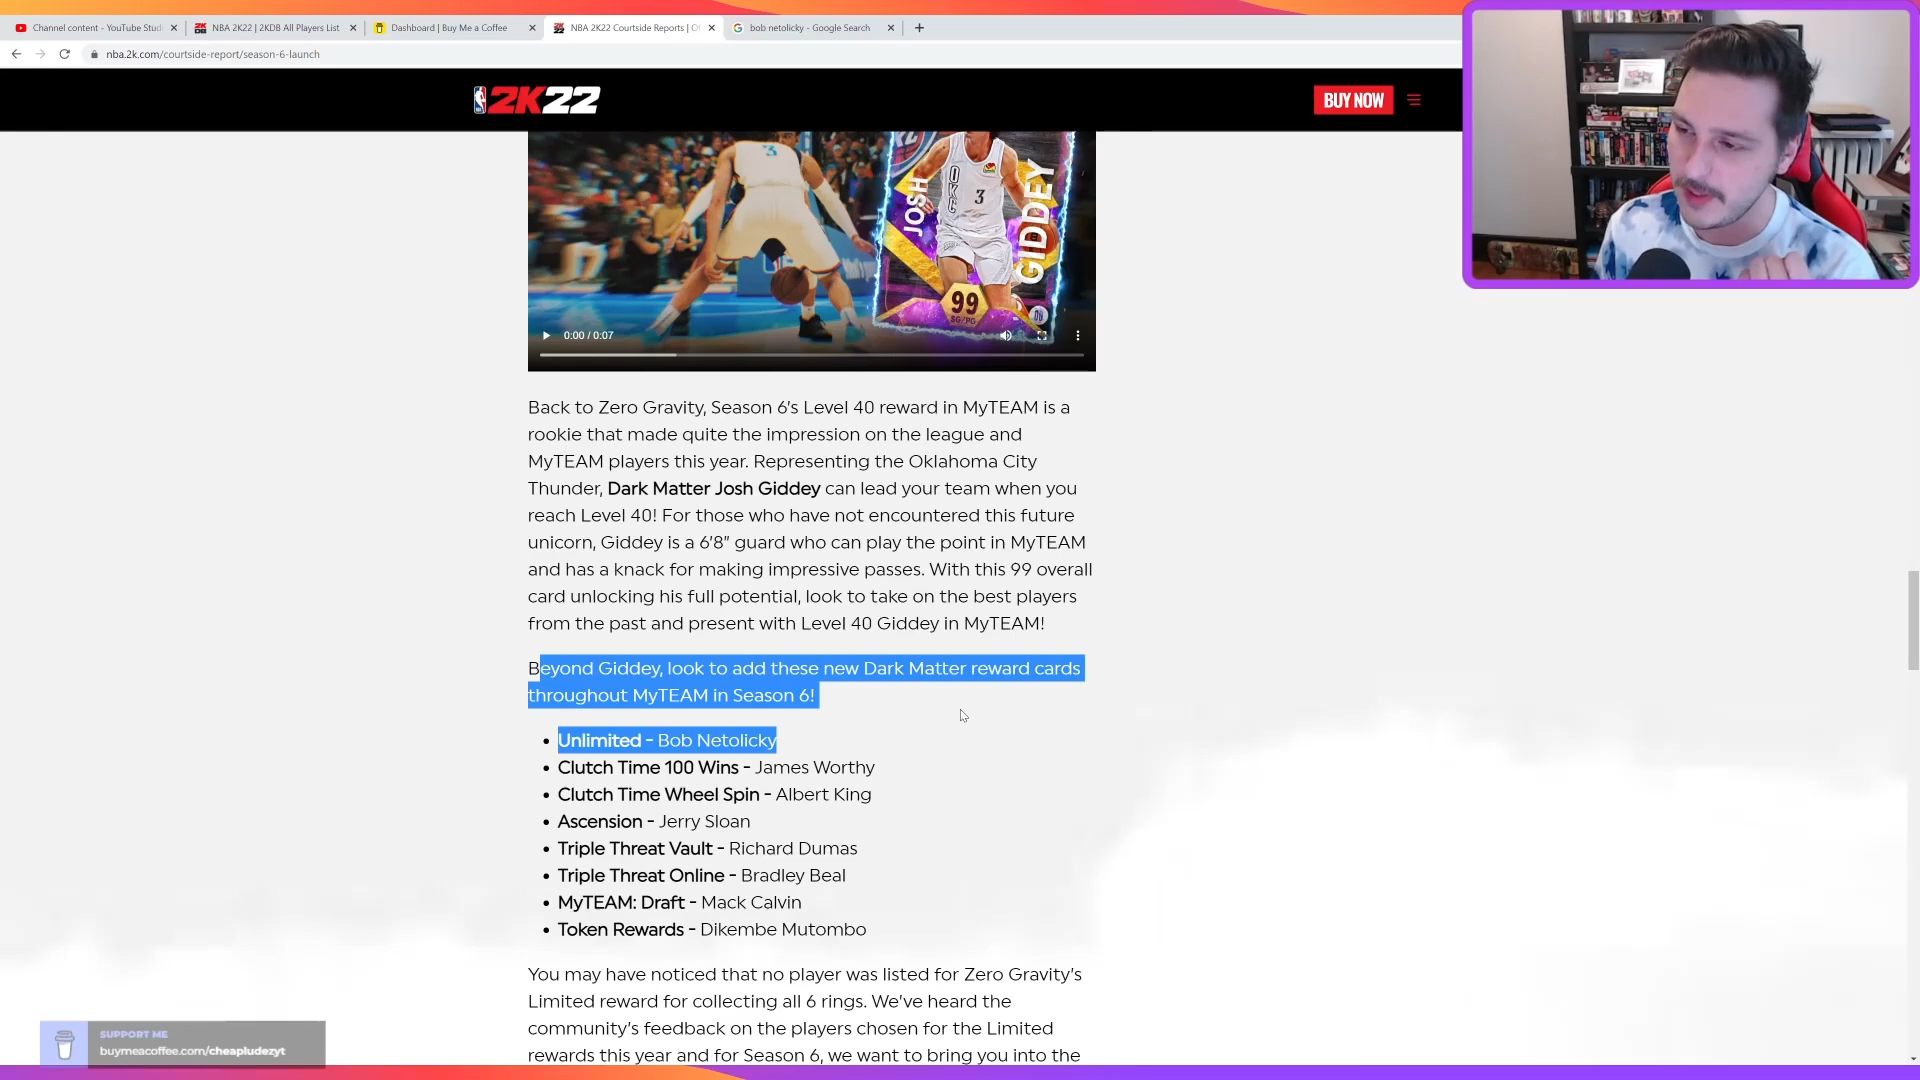 Channel content - YouTube Stud
NBA 2K22 | 2KDB All Players List
Dashboard | Buy Me a Coffee
NBA 2K22 Courtside Reports | O
bob netolicky - Google Search
nba.2k.com/courtside-report/season-6-launch
2K22
BUY NOW
3
JOSH
OKC
3
GIDDEY
99
SG/PG
0:00 / 0:07
Back to Zero Gravity, Season 6's Level 40 reward in MyTEAM is a
rookie that made quite the impression on the league and
MyTEAM players this year. Representing the Oklahoma City
Thunder, Dark Matter Josh Giddey can lead your team when you
reach Level 40! For those who have not encountered this future
unicorn, Giddey is a 6'8" guard who can play the point in MyTEAM
and has a knack for making impressive passes. With this 99 overall
card unlocking his full potential, look to take on the best players
from the past and present with Level 40 Giddey in MyTEAM!
Beyond Giddey, look to add these new Dark Matter reward cards
throughout MyTEAM in Season 6!
• Unlimited - Bob Netolicky
• Clutch Time 100 Wins - James Worthy
• Clutch Time Wheel Spin - Albert King
• Ascension - Jerry Sloan
• Triple Threat Vault - Richard Dumas
• Triple Threat Online - Bradley Beal
• MyTEAM: Draft - Mack Calvin
• Token Rewards - Dikembe Mutombo
You may have noticed that no player was listed for Zero Gravity's
Limited reward for collecting all 6 rings. We've heard the
community's feedback on the players chosen for the Limited
rewards this year and for Season 6, we want to bring you into the
SUPPORT ME
buymeacoffee.com/cheapludezyt